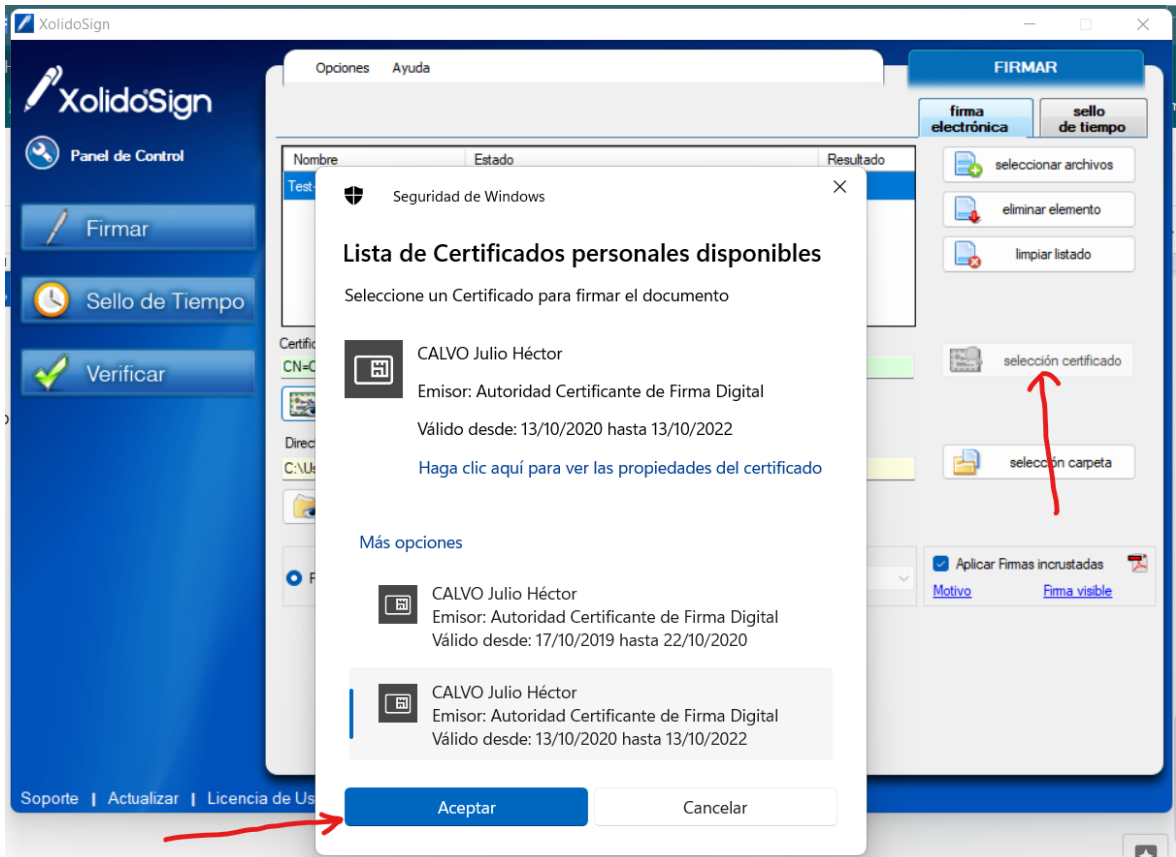 XolidoSign
XolidoSign
Panel de Control
Firmar
Sello de Tiempo
Verificar
Soporte | Actualizar | Licencia de Us
Opciones Ayuda
FIRMAR
firma electrónica
sello de tiempo
Nombre Estado Resultado
Test-
seleccionar archivos
eliminar elemento
limpiar listado
Certific
CN=C
selección certificado
Direc
C:\Us
selección carpeta
Aplicar Firmas incrustadas
Motivo Firma visible
Seguridad de Windows
Lista de Certificados personales disponibles
Seleccione un Certificado para firmar el documento
CALVO Julio Héctor
Emisor: Autoridad Certificante de Firma Digital
Válido desde: 13/10/2020 hasta 13/10/2022
Haga clic aquí para ver las propiedades del certificado
Más opciones
CALVO Julio Héctor
Emisor: Autoridad Certificante de Firma Digital
Válido desde: 17/10/2019 hasta 22/10/2020
CALVO Julio Héctor
Emisor: Autoridad Certificante de Firma Digital
Válido desde: 13/10/2020 hasta 13/10/2022
Aceptar Cancelar